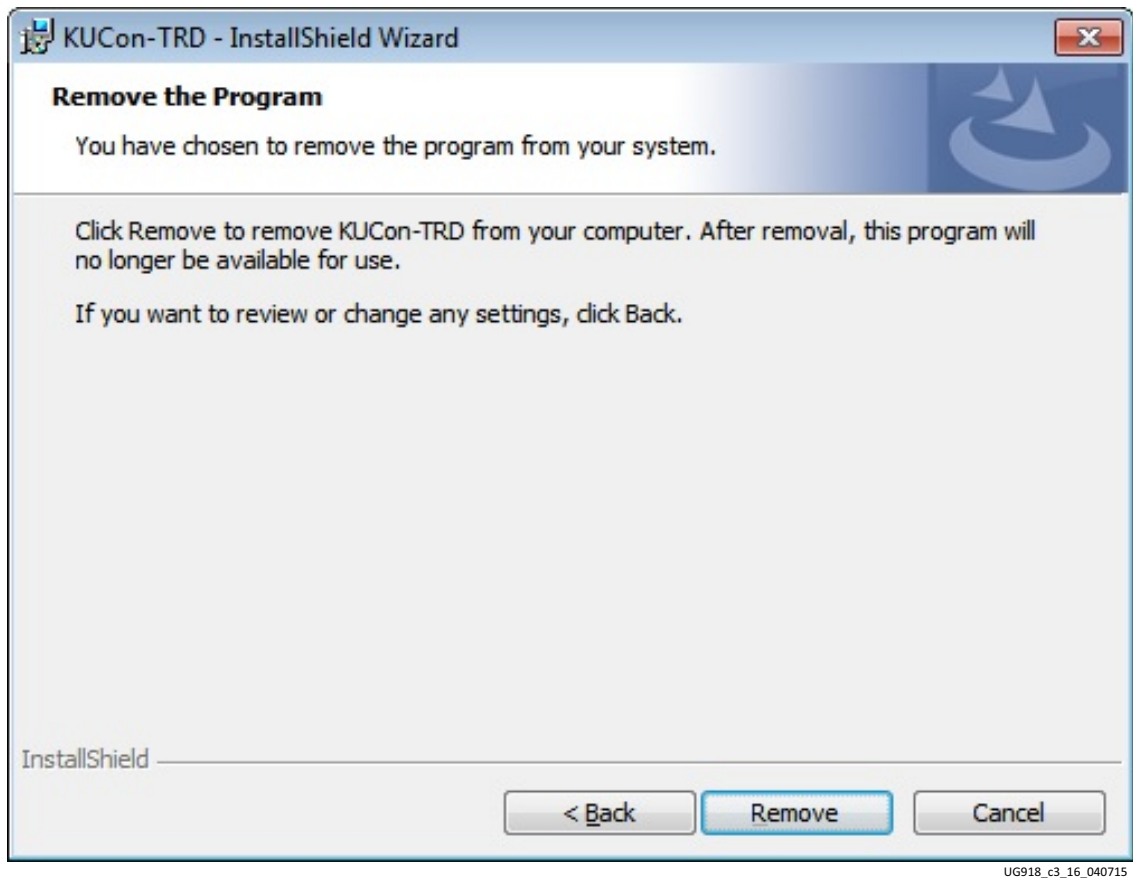 KUCon-TRD - InstallShield Wizard
Remove the Program
You have chosen to remove the program from your system.
Click Remove to remove KUCon-TRD from your computer. After removal, this program will
no longer be available for use.
If you want to review or change any settings, click Back.
InstallShield
< Back
Remove
Cancel
UG918_c3_16_040715